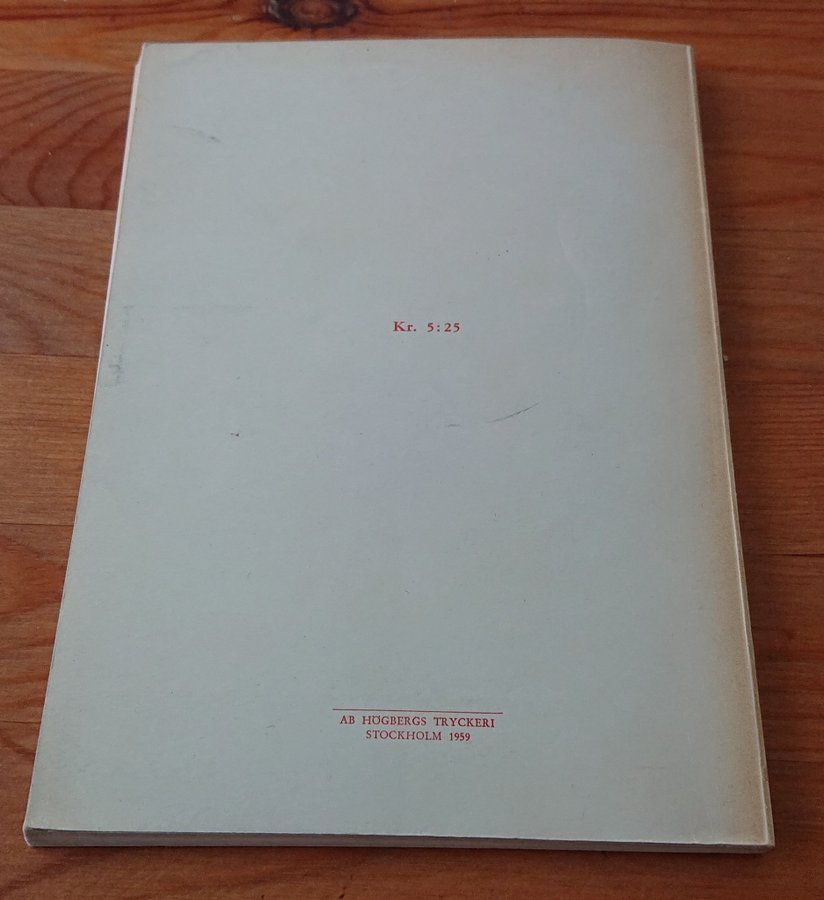 Kr. 5:25
AB HÖGBERGS TRYCKERI
STOCKHOLM 1959